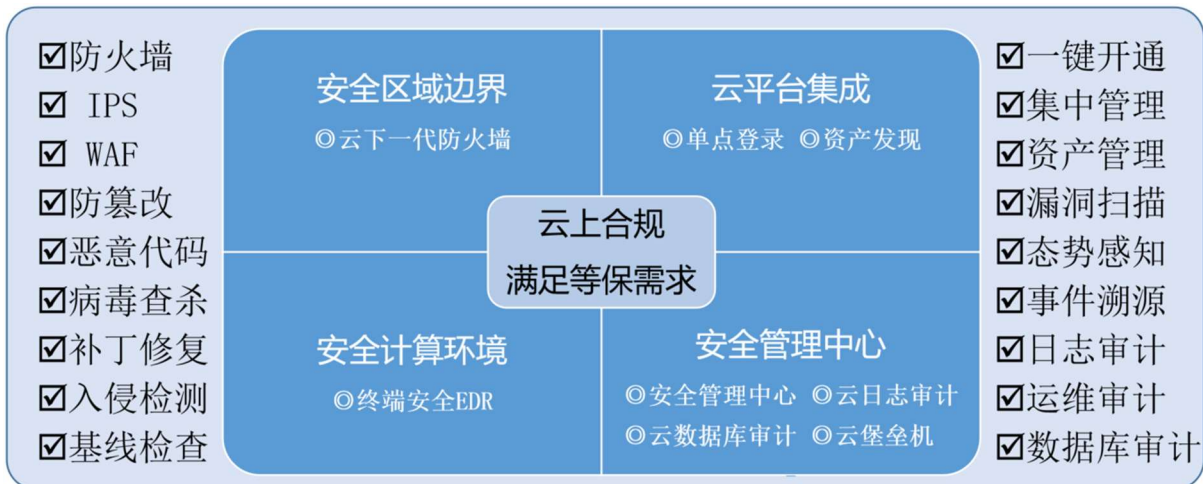 ☑防火墙
☑ IPS
☑ WAF
☑防篡改
☑恶意代码
☑病毒查杀
☑补丁修复
☑入侵检测
☑基线检查
安全区域边界
◎云下一代防火墙
云平台集成
◎单点登录 ◎资产发现
云上合规
满足等保需求
安全计算环境
◎终端安全EDR
安全管理中心
◎安全管理中心 ◎云日志审计
◎云数据库审计 ◎云堡垒机
☑一键开通
☑集中管理
☑资产管理
☑漏洞扫描
☑态势感知
☑事件溯源
☑日志审计
☑运维审计
☑数据库审计